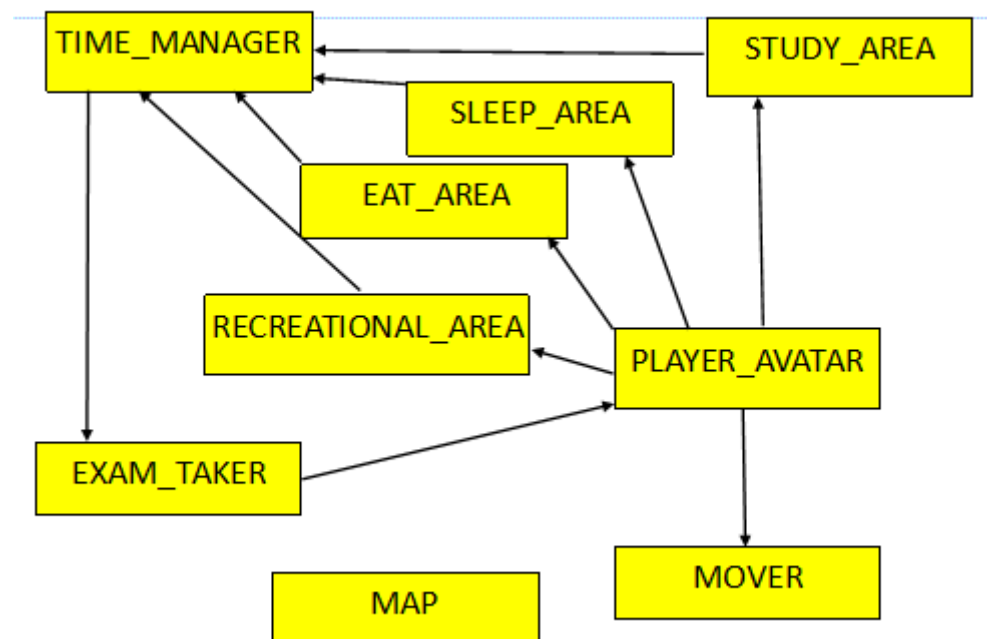 TIME_MANAGER
STUDY_AREA
SLEEP_AREA
EAT_AREA
RECREATIONAL_AREA
PLAYER_AVATAR
EXAM_TAKER
MOVER
MAP